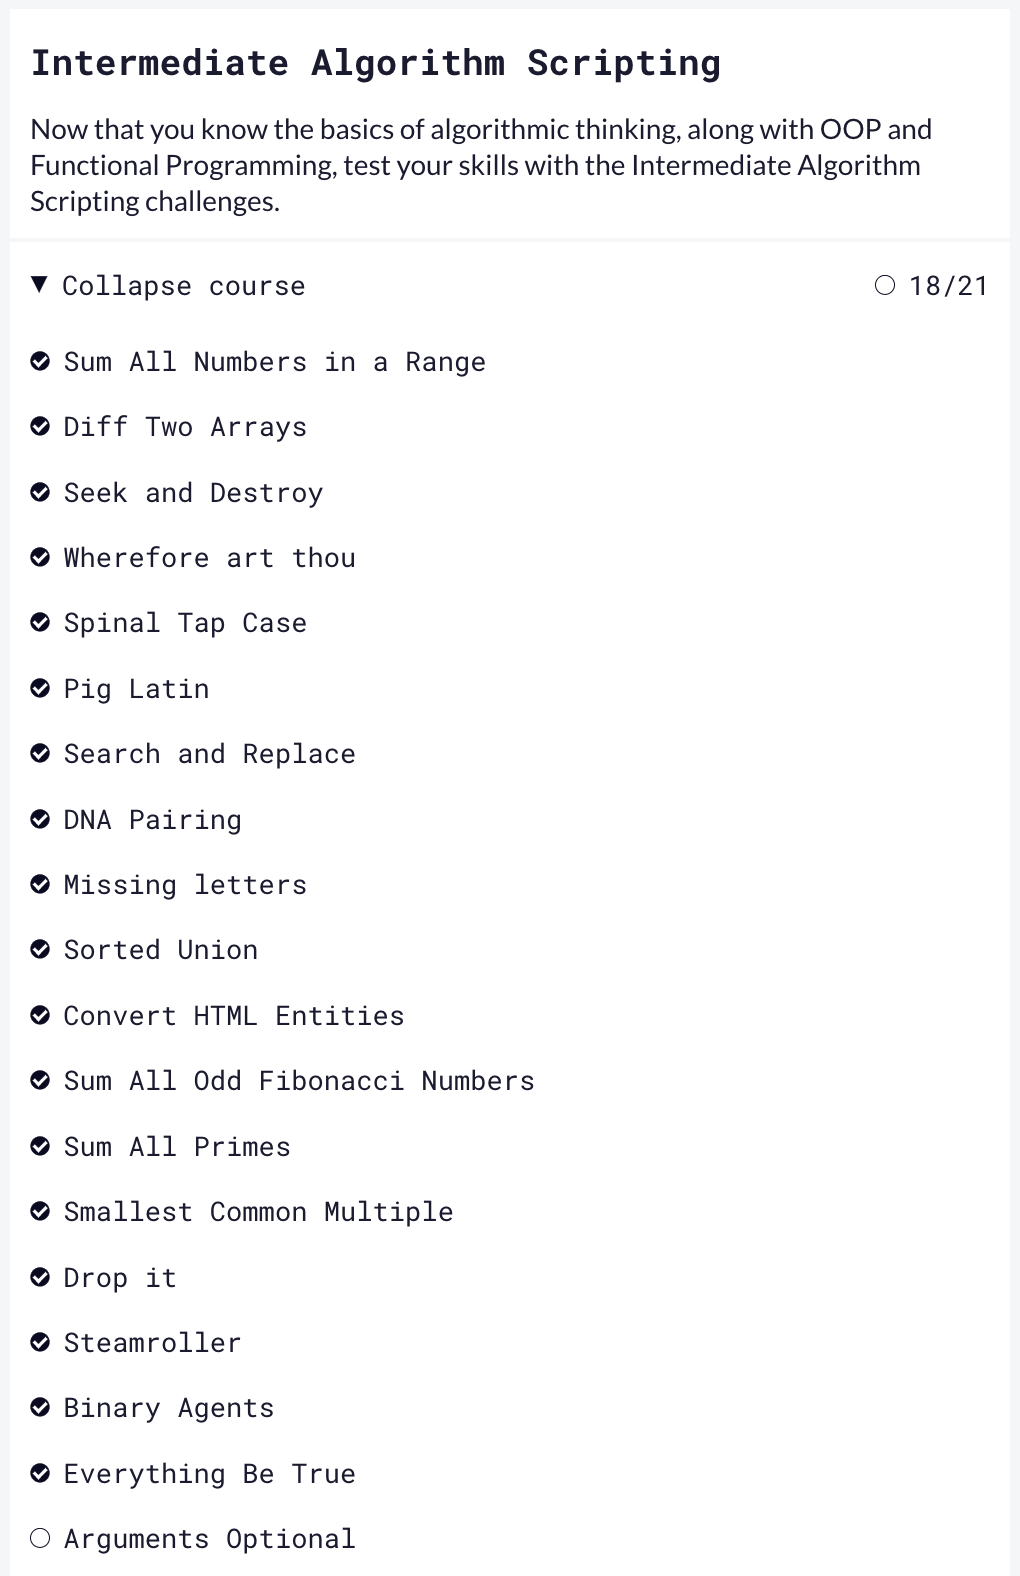 Intermediate Algorithm Scripting
Now that you know the basics of algorithmic thinking, along with OOP and
Functional Programming, test your skills with the Intermediate Algorithm
Scripting challenges.
Collapse course 18/21
Sum All Numbers in a Range
Diff Two Arrays
Seek and Destroy
Wherefore art thou
Spinal Tap Case
Pig Latin
Search and Replace
DNA Pairing
Missing letters
Sorted Union
Convert HTML Entities
Sum All Odd Fibonacci Numbers
Sum All Primes
Smallest Common Multiple
Drop it
Steamroller
Binary Agents
Everything Be True
Arguments Optional